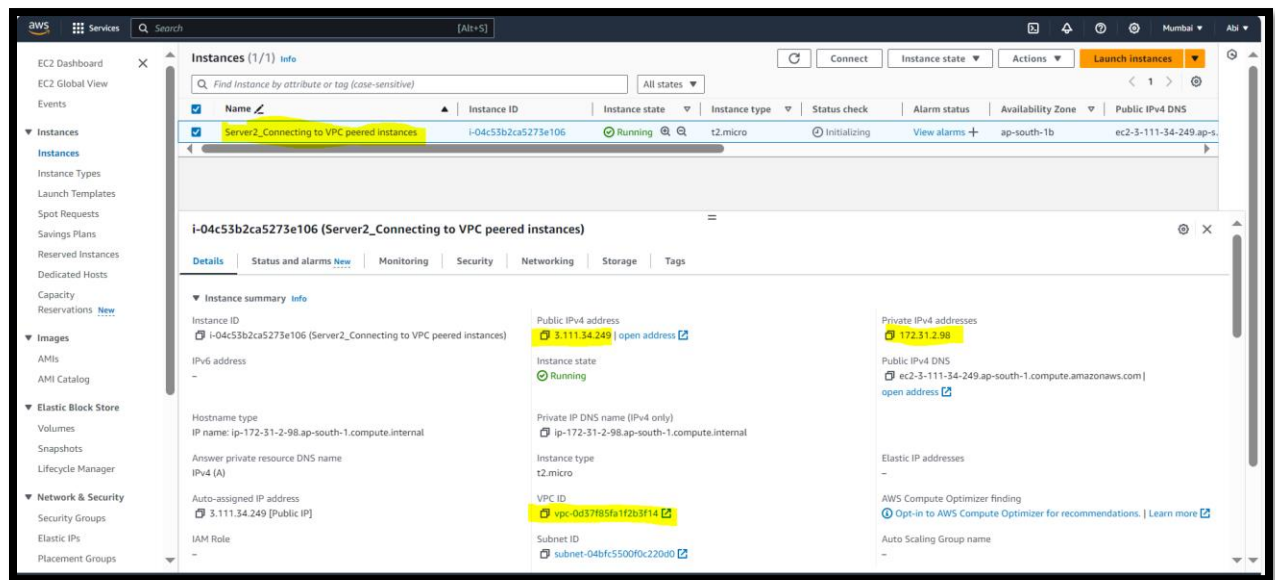 aws Services Search [Alt+S] Mumbai Abi
EC2 Dashboard
EC2 Global View
Events
Instances
Instances
Instance Types
Launch Templates
Spot Requests
Savings Plans
Reserved Instances
Dedicated Hosts
Capacity
Reservations New
Images
AMIs
AMI Catalog
Elastic Block Store
Volumes
Snapshots
Lifecycle Manager
Network & Security
Security Groups
Elastic IPs
Placement Groups
Instances (1/1) Info Connect Instance state Actions Launch instances
Find Instance by attribute or tag (case-sensitive) All states 1
Name Instance ID Instance state Instance type Status check Alarm status Availability Zone Public IPv4 DNS
Server2_Connecting to VPC peered instances i-04c53b2ca5273e106 Running t2.micro Initializing View alarms + ap-south-1b ec2-3-111-34-249.ap-s.
i-04c53b2ca5273e106 (Server2_Connecting to VPC peered instances)
Details Status and alarms New Monitoring Security Networking Storage Tags
Instance summary Info
Instance ID Public IPv4 address Private IPv4 addresses
i-04c53b2ca5273e106 (Server2_Connecting to VPC peered instances) 3.111.34.249 | open address 172.31.2.98
IPv6 address Instance state Public IPv4 DNS
– Running ec2-3-111-34-249.ap-south-1.compute.amazonaws.com |
open address
Hostname type Private IP DNS name (IPv4 only)
IP name: ip-172-31-2-98.ap-south-1.compute.internal ip-172-31-2-98.ap-south-1.compute.internal
Answer private resource DNS name Instance type Elastic IP addresses
IPv4 (A) t2.micro –
Auto-assigned IP address VPC ID AWS Compute Optimizer finding
3.111.34.249 [Public IP] vpc-0d37f85fa1f2b3f14 Opt-in to AWS Compute Optimizer for recommendations. | Learn more
IAM Role Subnet ID Auto Scaling Group name
– subnet-04bfc5500f0c220d0 –